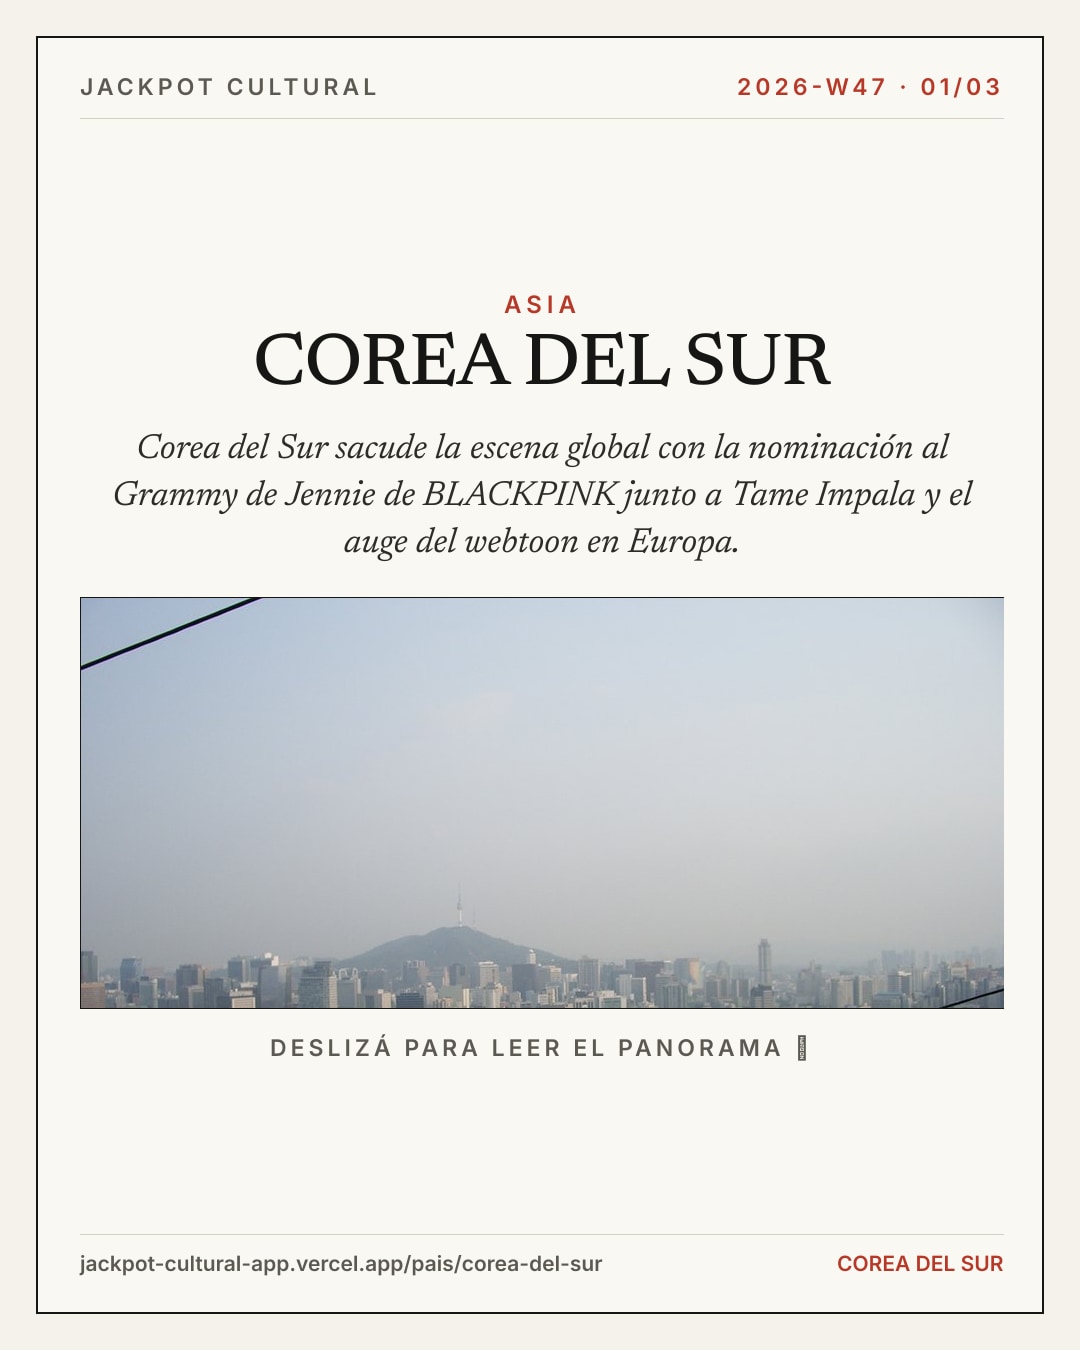 JACKPOT CULTURAL
2026-W47 · 01/03
ASIA
COREA DEL SUR
Corea del Sur sacude la escena global con la nominación al
Grammy de Jennie de BLACKPINK junto a Tame Impala y el
auge del webtoon en Europa.
DESLIZÁ PARA LEER EL PANORAMA
jackpot-cultural-app.vercel.app/pais/corea-del-sur
COREA DEL SUR